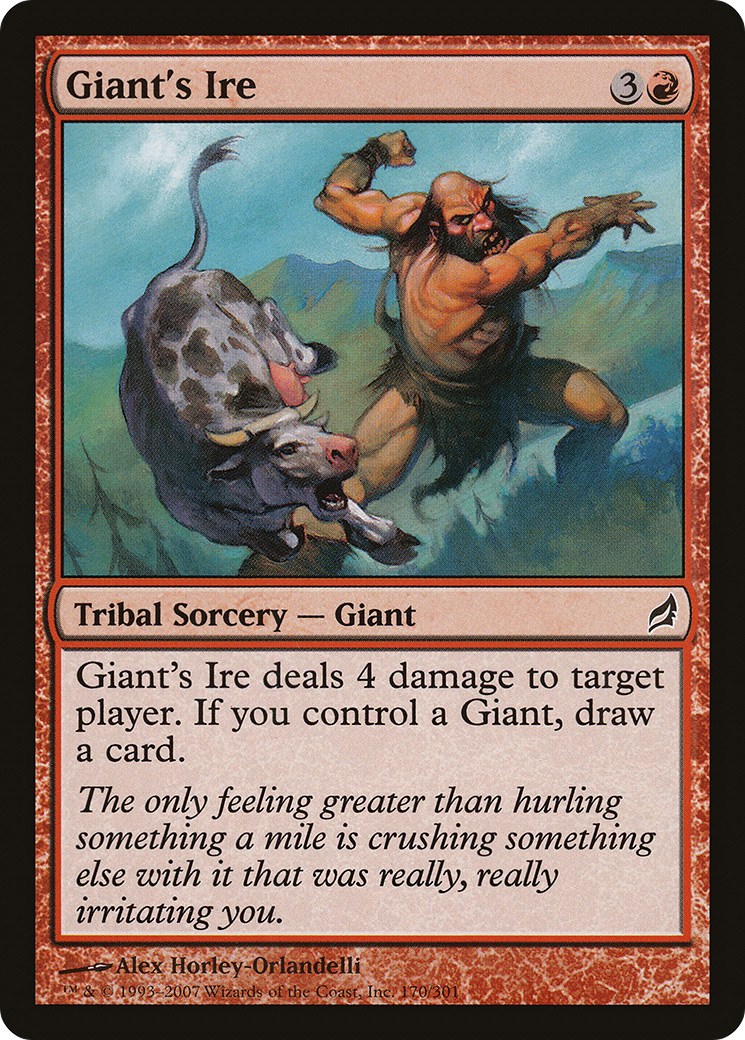 Giant's Ire 3
Tribal Sorcery — Giant
Giant's Ire deals 4 damage to target
player. If you control a Giant, draw
a card.
The only feeling greater than hurling
something a mile is crushing something
else with it that was really, really
irritating you.
Alex Horley-Orlandelli
™ & © 1993–2007 Wizards of the Coast, Inc. 170/301